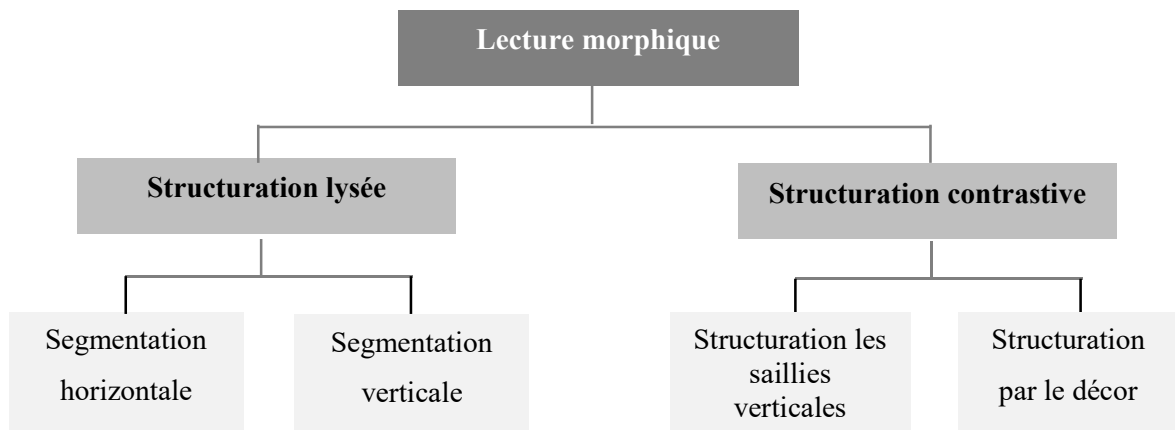 Lecture morphique
Structuration lysée
Structuration contrastive
Segmentation
horizontale
Segmentation
verticale
Structuration les
saillies
verticales
Structuration
par le décor